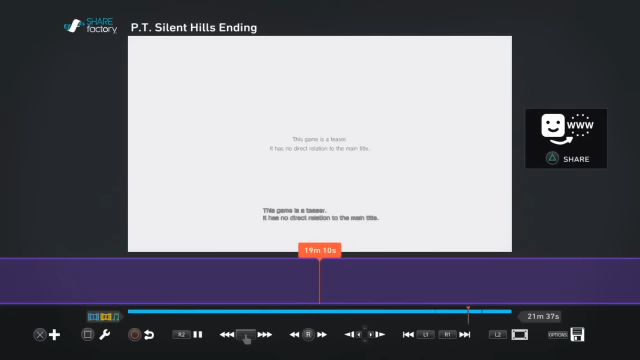 SHARE
factory
P.T. Silent Hills Ending
This game is a teaser.
It has no direct relation to the main title.
This game is a teaser.
It has no direct relation to the main title.
WWW
SHARE
19m 10s
21m 37s
R2
R
L1
R1
L2
OPTIONS